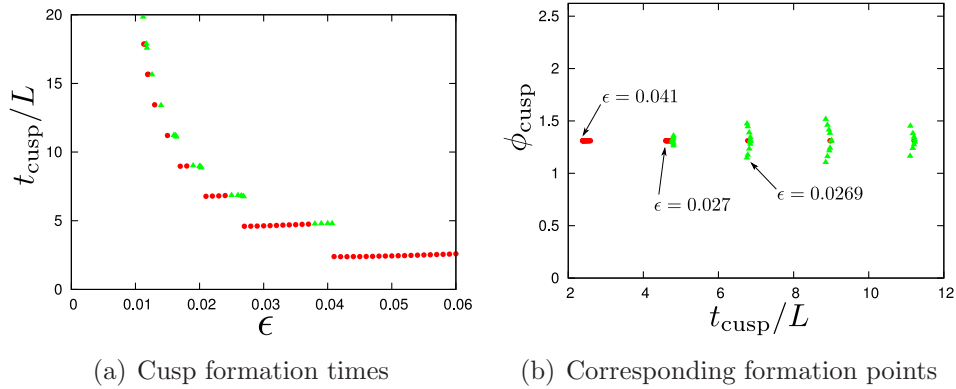 20
15
10
5
0
t_cusp/L
0
0.01
0.02
0.03
0.04
0.05
0.06
ϵ
(a) Cusp formation times
2.5
2
1.5
1
0.5
0
ϕ_cusp
ϵ = 0.041
ϵ = 0.027
ϵ = 0.0269
2
4
6
8
10
12
t_cusp/L
(b) Corresponding formation points